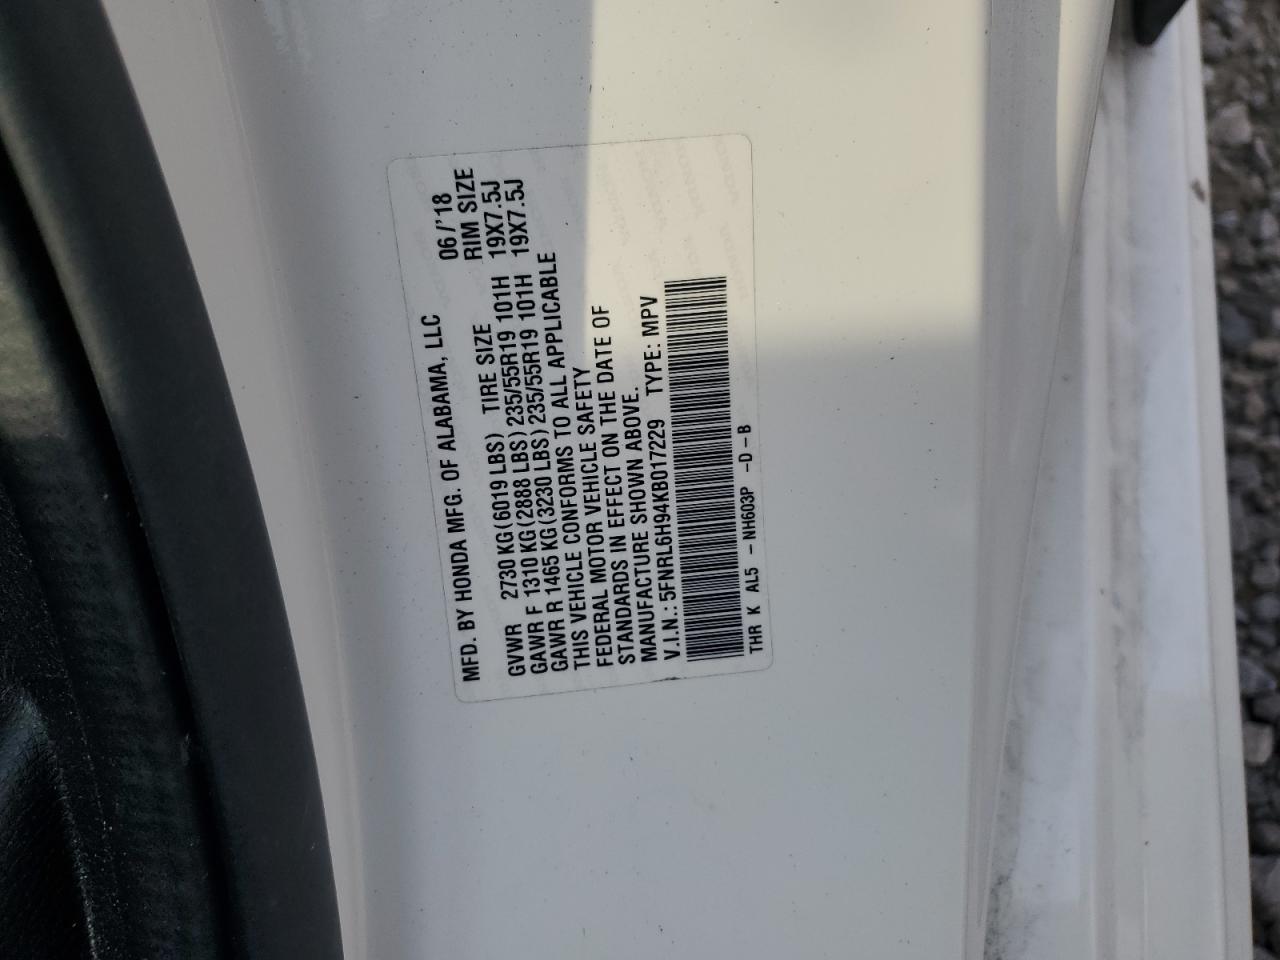 MFD. BY HONDA MFG. OF ALABAMA, LLC 06/'18
TIRE SIZE RIM SIZE
GVWR 2730 KG(6019 LBS)
GAWR F 1310 KG(2888 LBS) 235/55R19 101H 19X7.5J
GAWR R 1465 KG(3230 LBS) 235/55R19 101H 19X7.5J
THIS VEHICLE CONFORMS TO ALL APPLICABLE
FEDERAL MOTOR VEHICLE SAFETY
STANDARDS IN EFFECT ON THE DATE OF
MANUFACTURE SHOWN ABOVE.
V.I.N.: 5FNRL6H94KB017229 TYPE: MPV
THR K AL5 - NH603P -D-B